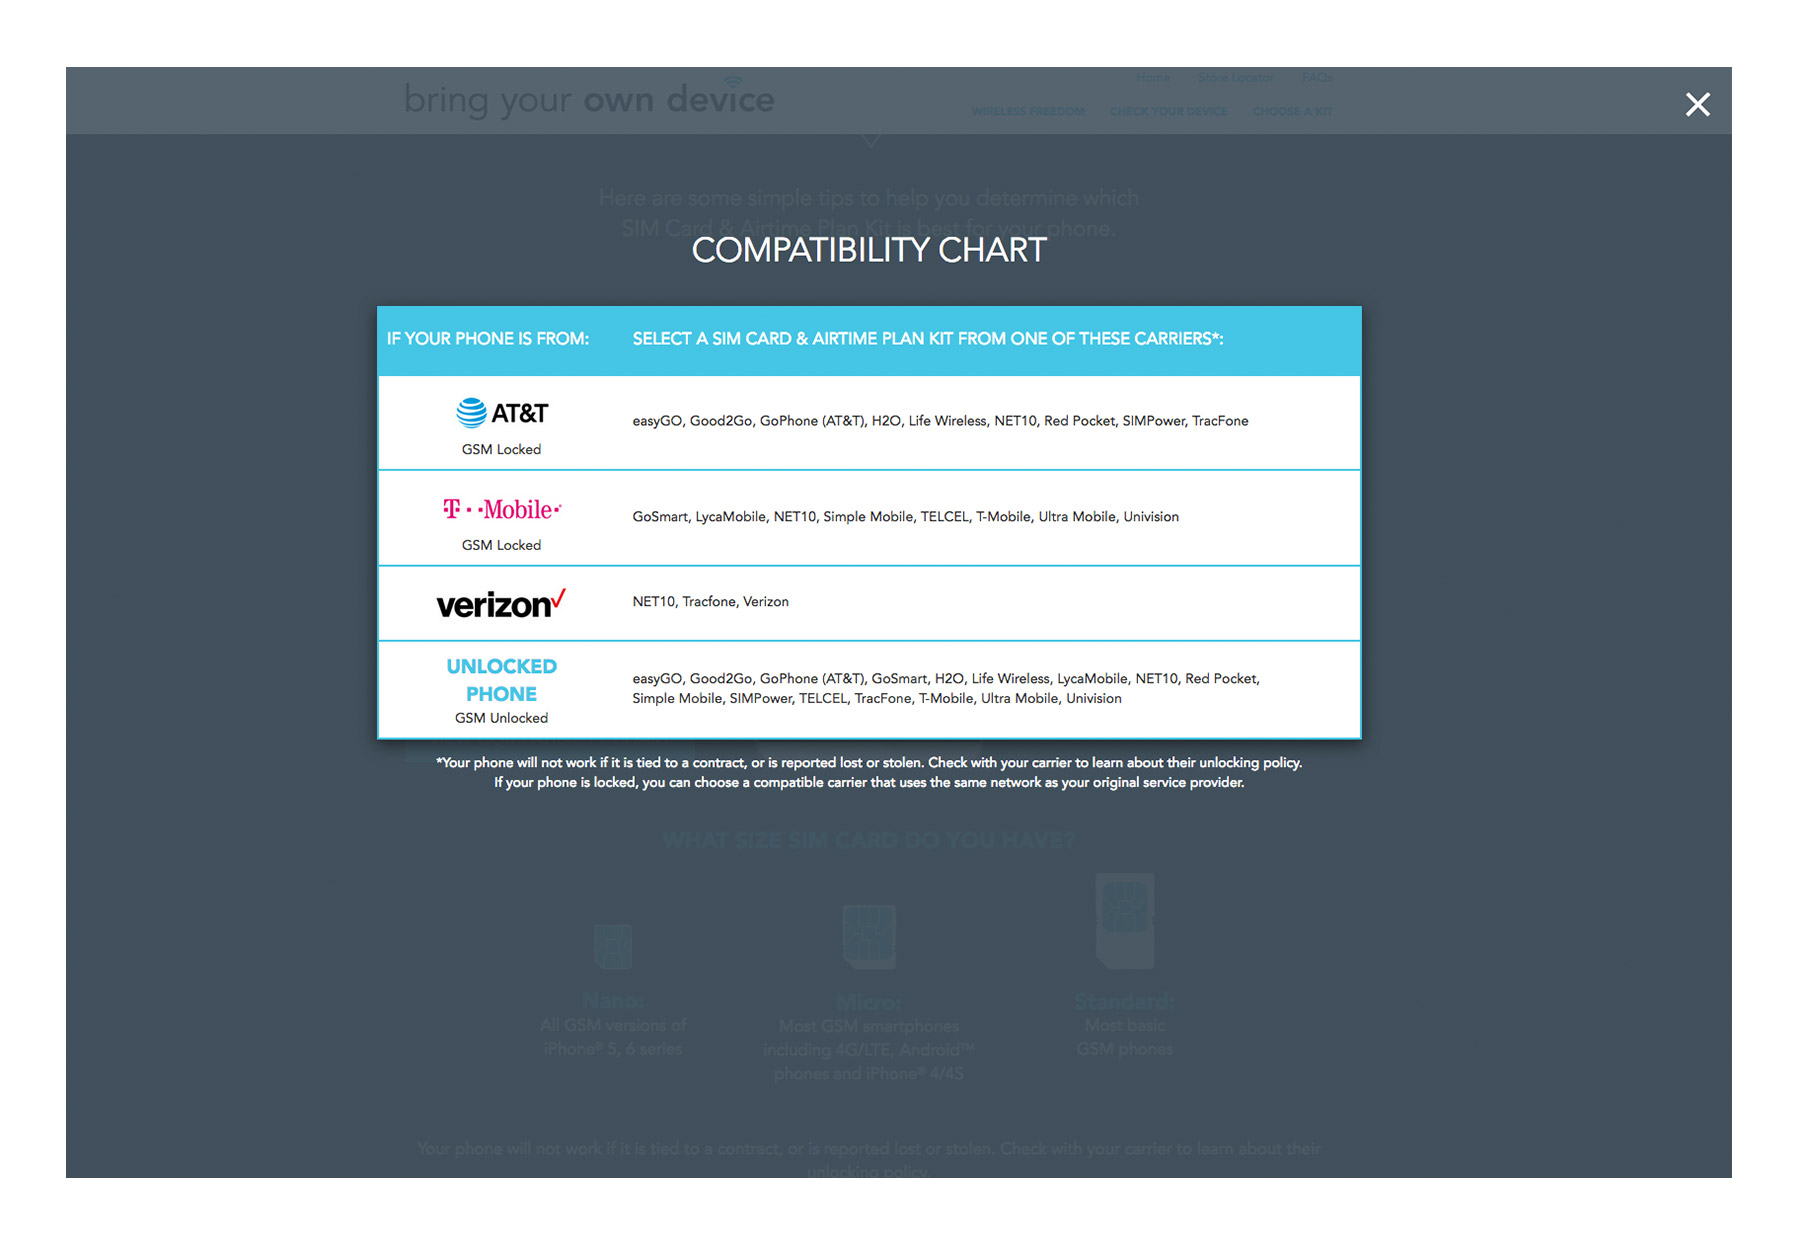 bring your own device
Home Store Locator FAQs
WIRELESS FREEDOM CHECK YOUR DEVICE CHOOSE A KIT
Here are some simple tips to help you determine which
SIM Card & Airtime Plan Kit is best for your phone.
COMPATIBILITY CHART
IF YOUR PHONE IS FROM: SELECT A SIM CARD & AIRTIME PLAN KIT FROM ONE OF THESE CARRIERS*:
AT&T
GSM Locked
easyGO, Good2Go, GoPhone (AT&T), H2O, Life Wireless, NET10, Red Pocket, SIMPower, TracFone
T··Mobile·
GSM Locked
GoSmart, LycaMobile, NET10, Simple Mobile, TELCEL, T-Mobile, Ultra Mobile, Univision
verizon
NET10, Tracfone, Verizon
UNLOCKED
PHONE
GSM Unlocked
easyGO, Good2Go, GoPhone (AT&T), GoSmart, H2O, Life Wireless, LycaMobile, NET10, Red Pocket,
Simple Mobile, SIMPower, TELCEL, TracFone, T-Mobile, Ultra Mobile, Univision
*Your phone will not work if it is tied to a contract, or is reported lost or stolen. Check with your carrier to learn about their unlocking policy.
If your phone is locked, you can choose a compatible carrier that uses the same network as your original service provider.
WHAT SIZE SIM CARD DO YOU HAVE?
Nano:
All GSM versions of
iPhone® 5, 6 series
Micro:
Most GSM smartphones
including 4G/LTE, Android™
phones and iPhone® 4/4S
Standard:
Most basic
GSM phones
Your phone will not work if it is tied to a contract, or is reported lost or stolen. Check with your carrier to learn about their
unlocking policy.